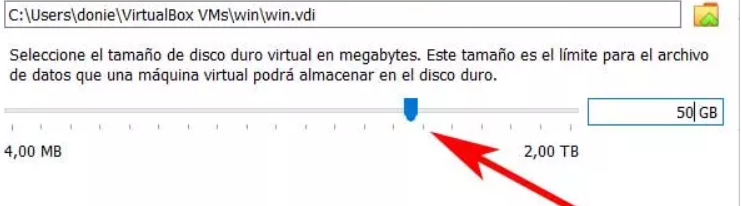 C:\Users\donie\VirtualBox VMs\win\win.vdi
Seleccione el tamaño de disco duro virtual en megabytes. Este tamaño es el límite para el archivo
de datos que una máquina virtual podrá almacenar en el disco duro.
50 GB
4,00 MB
2,00 TB